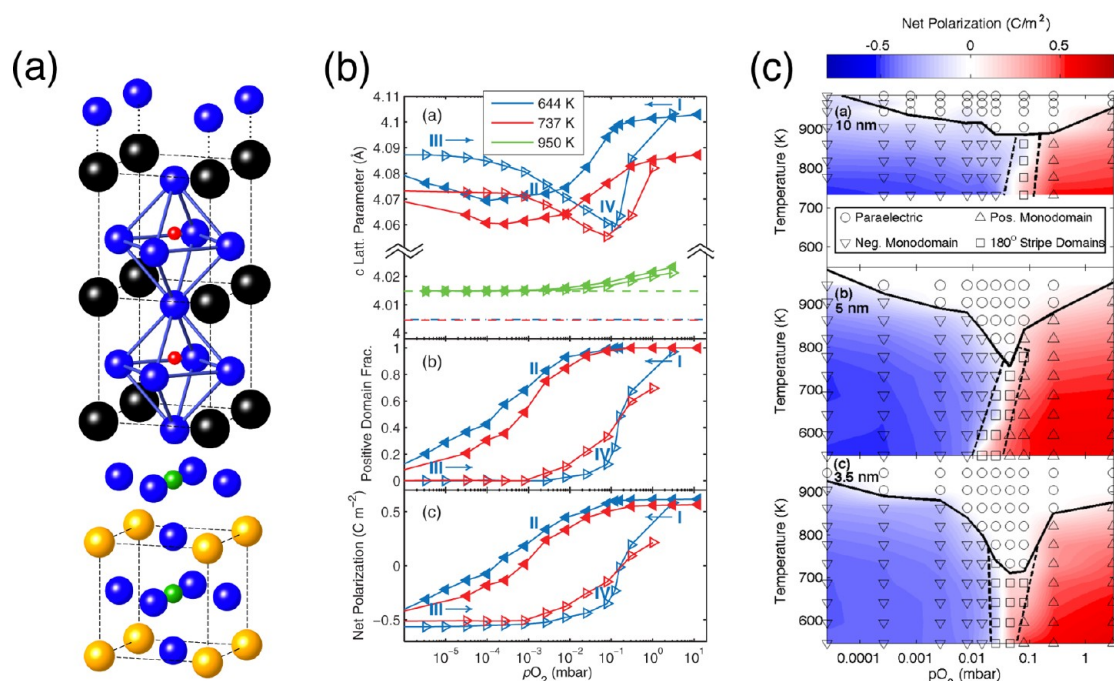 (a)
(b)
(a)
644 K
737 K
950 K
I
II
III
IV
c Latt. Parameter (Å)
4.11
4.1
4.09
4.08
4.07
4.06
4.02
4.01
4
(b)
I
II
III
IV
Positive Domain Frac.
1
0.8
0.6
0.4
0.2
0
(c)
I
II
III
IV
Net Polarization (C m⁻²)
0.5
0
−0.5
10⁻⁵ 10⁻⁴ 10⁻³ 10⁻² 10⁻¹ 10⁰ 10¹
pO₂ (mbar)
(c)
Net Polarization (C/m²)
-0.5 0 0.5
(a)
10 nm
Temperature (K)
900
800
700
600
Paraelectric
Pos. Monodomain
Neg. Monodomain
180° Stripe Domains
(b)
5 nm
Temperature (K)
900
800
700
600
(c)
3.5 nm
Temperature (K)
900
800
700
600
0.0001 0.001 0.01 0.1 1
pO₂ (mbar)